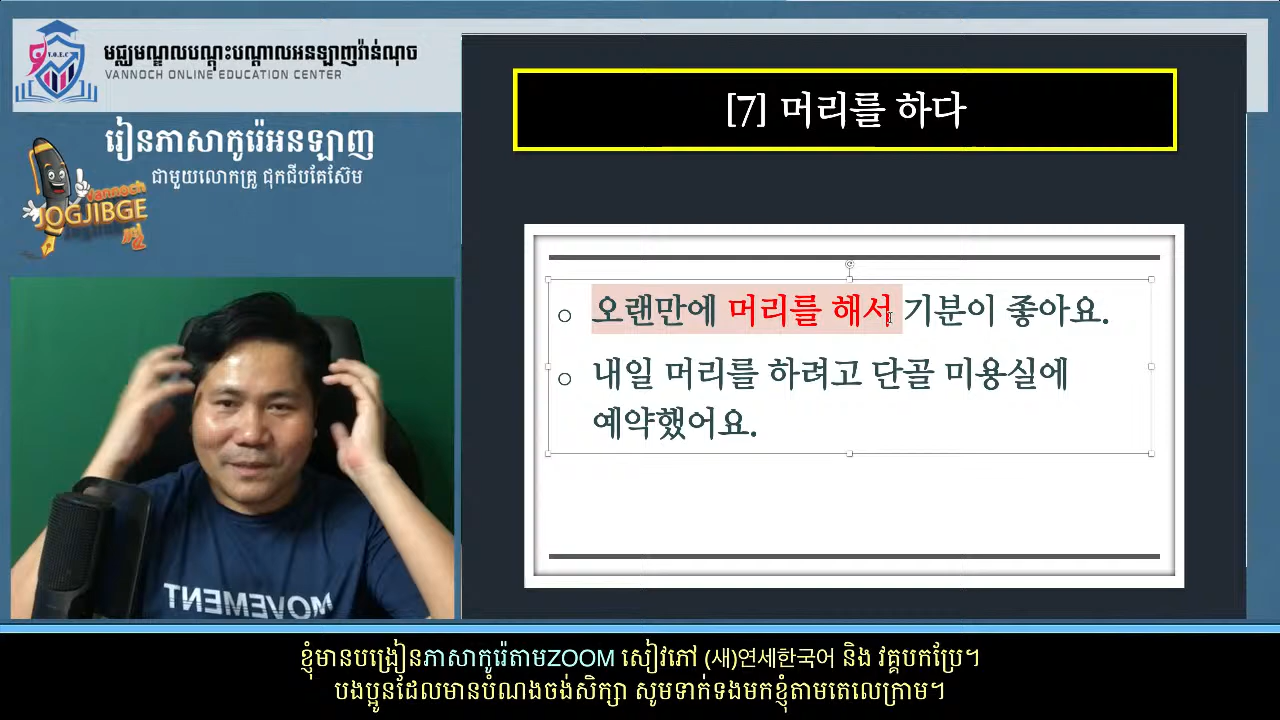 មជ្ឈមណ្ឌលបណ្តុះបណ្តាលអនឡាញវ៉ាន់ណុច
VANNOCH ONLINE EDUCATION CENTER
រៀនភាសាកូរ៉េអនឡាញ
ជាមួយលោកគ្រូ ជុកជីបគែស៊ែម
Vannoch
JOGJIBGE
[7] 머리를 하다
오랜만에 머리를 해서 기분이 좋아요.
내일 머리를 하려고 단골 미용실에
예약했어요.
MOVEMENT
ខ្ញុំមានបង្រៀនភាសាកូរ៉េតាមZOOM សៀវភៅ (새)연세한국어 និង វគ្គបកប្រែ។
បងប្អូនដែលមានបំណងចង់សិក្សា សូមទាក់ទងមកខ្ញុំតាមតេលេក្រាម។